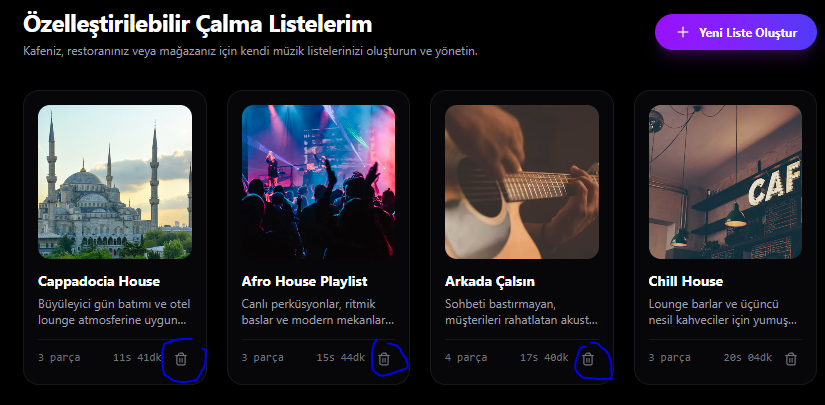 Özelleştirilebilir Çalma Listelerim
Kafeniz, restoranınız veya mağazanız için kendi müzik listelerinizi oluşturun ve yönetin.
+ Yeni Liste Oluştur
CAF
Cappadocia House
Büyüleyici gün batımı ve otel
lounge atmosferine uygun...
3 parça 11s 41dk
Afro House Playlist
Canlı perküsyonlar, ritmik
baslar ve modern mekanlar...
3 parça 15s 44dk
Arkada Çalsın
Sohbeti bastırmayan,
müşterileri rahatlatan akust...
4 parça 17s 40dk
Chill House
Lounge barlar ve üçüncü
nesil kahveciler için yumuş...
3 parça 20s 04dk